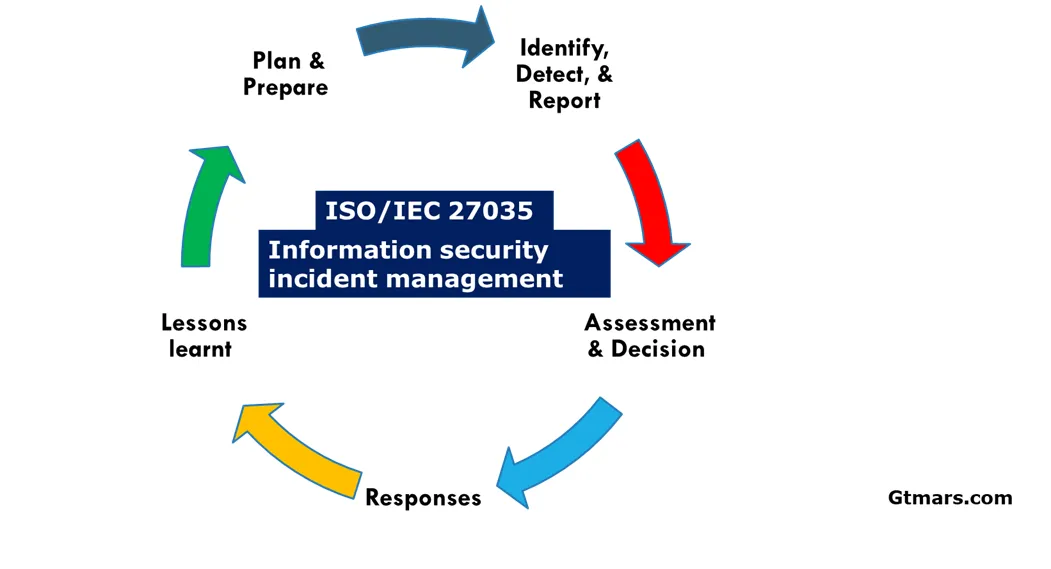 Plan &
Prepare
Identify,
Detect, &
Report
ISO/IEC 27035
Information security
incident management
Lessons
learnt
Assessment
& Decision
Responses
Gtmars.com